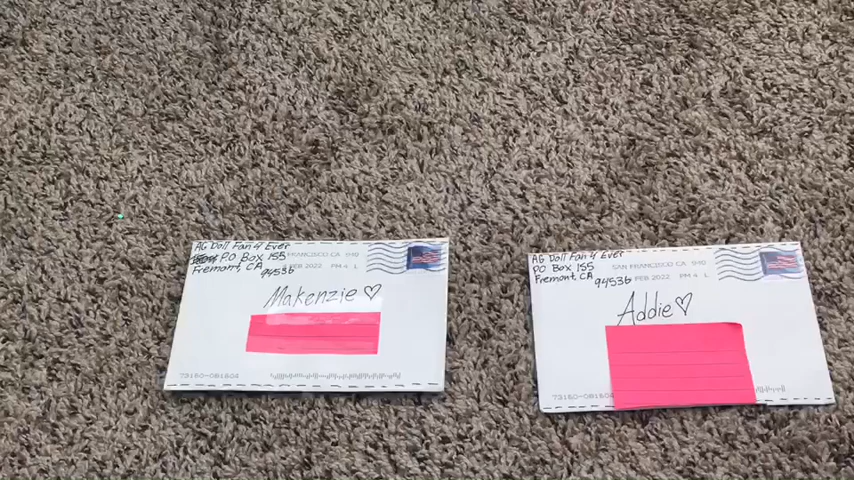 AG Doll Fan 4 Ever
PO Box 155
Fremont, CA
94536
FRANCISCO CA 940
FEB 2022 PM 4 L
Makenzie♡
73160-081604
AG Doll Fan 4 Ever
PO Box 155
Fremont, CA
94536
SAN FRANCISCO CA 940
FEB 2022 PM 4 L
Addie♡
73160-081604